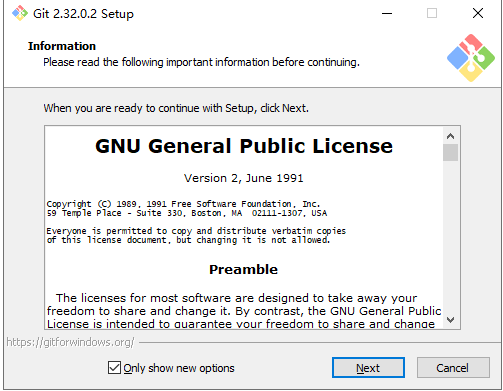 Git 2.32.0.2 Setup
Information
Please read the following important information before continuing.
When you are ready to continue with Setup, click Next.
GNU General Public License
Version 2, June 1991
Copyright (C) 1989, 1991 Free Software Foundation, Inc.
59 Temple Place - Suite 330, Boston, MA  02111-1307, USA
Everyone is permitted to copy and distribute verbatim copies
of this license document, but changing it is not allowed.
Preamble
The licenses for most software are designed to take away your
freedom to share and change it. By contrast, the GNU General Public
License is intended to guarantee your freedom to share and change
https://gitforwindows.org/
Only show new options
Next
Cancel